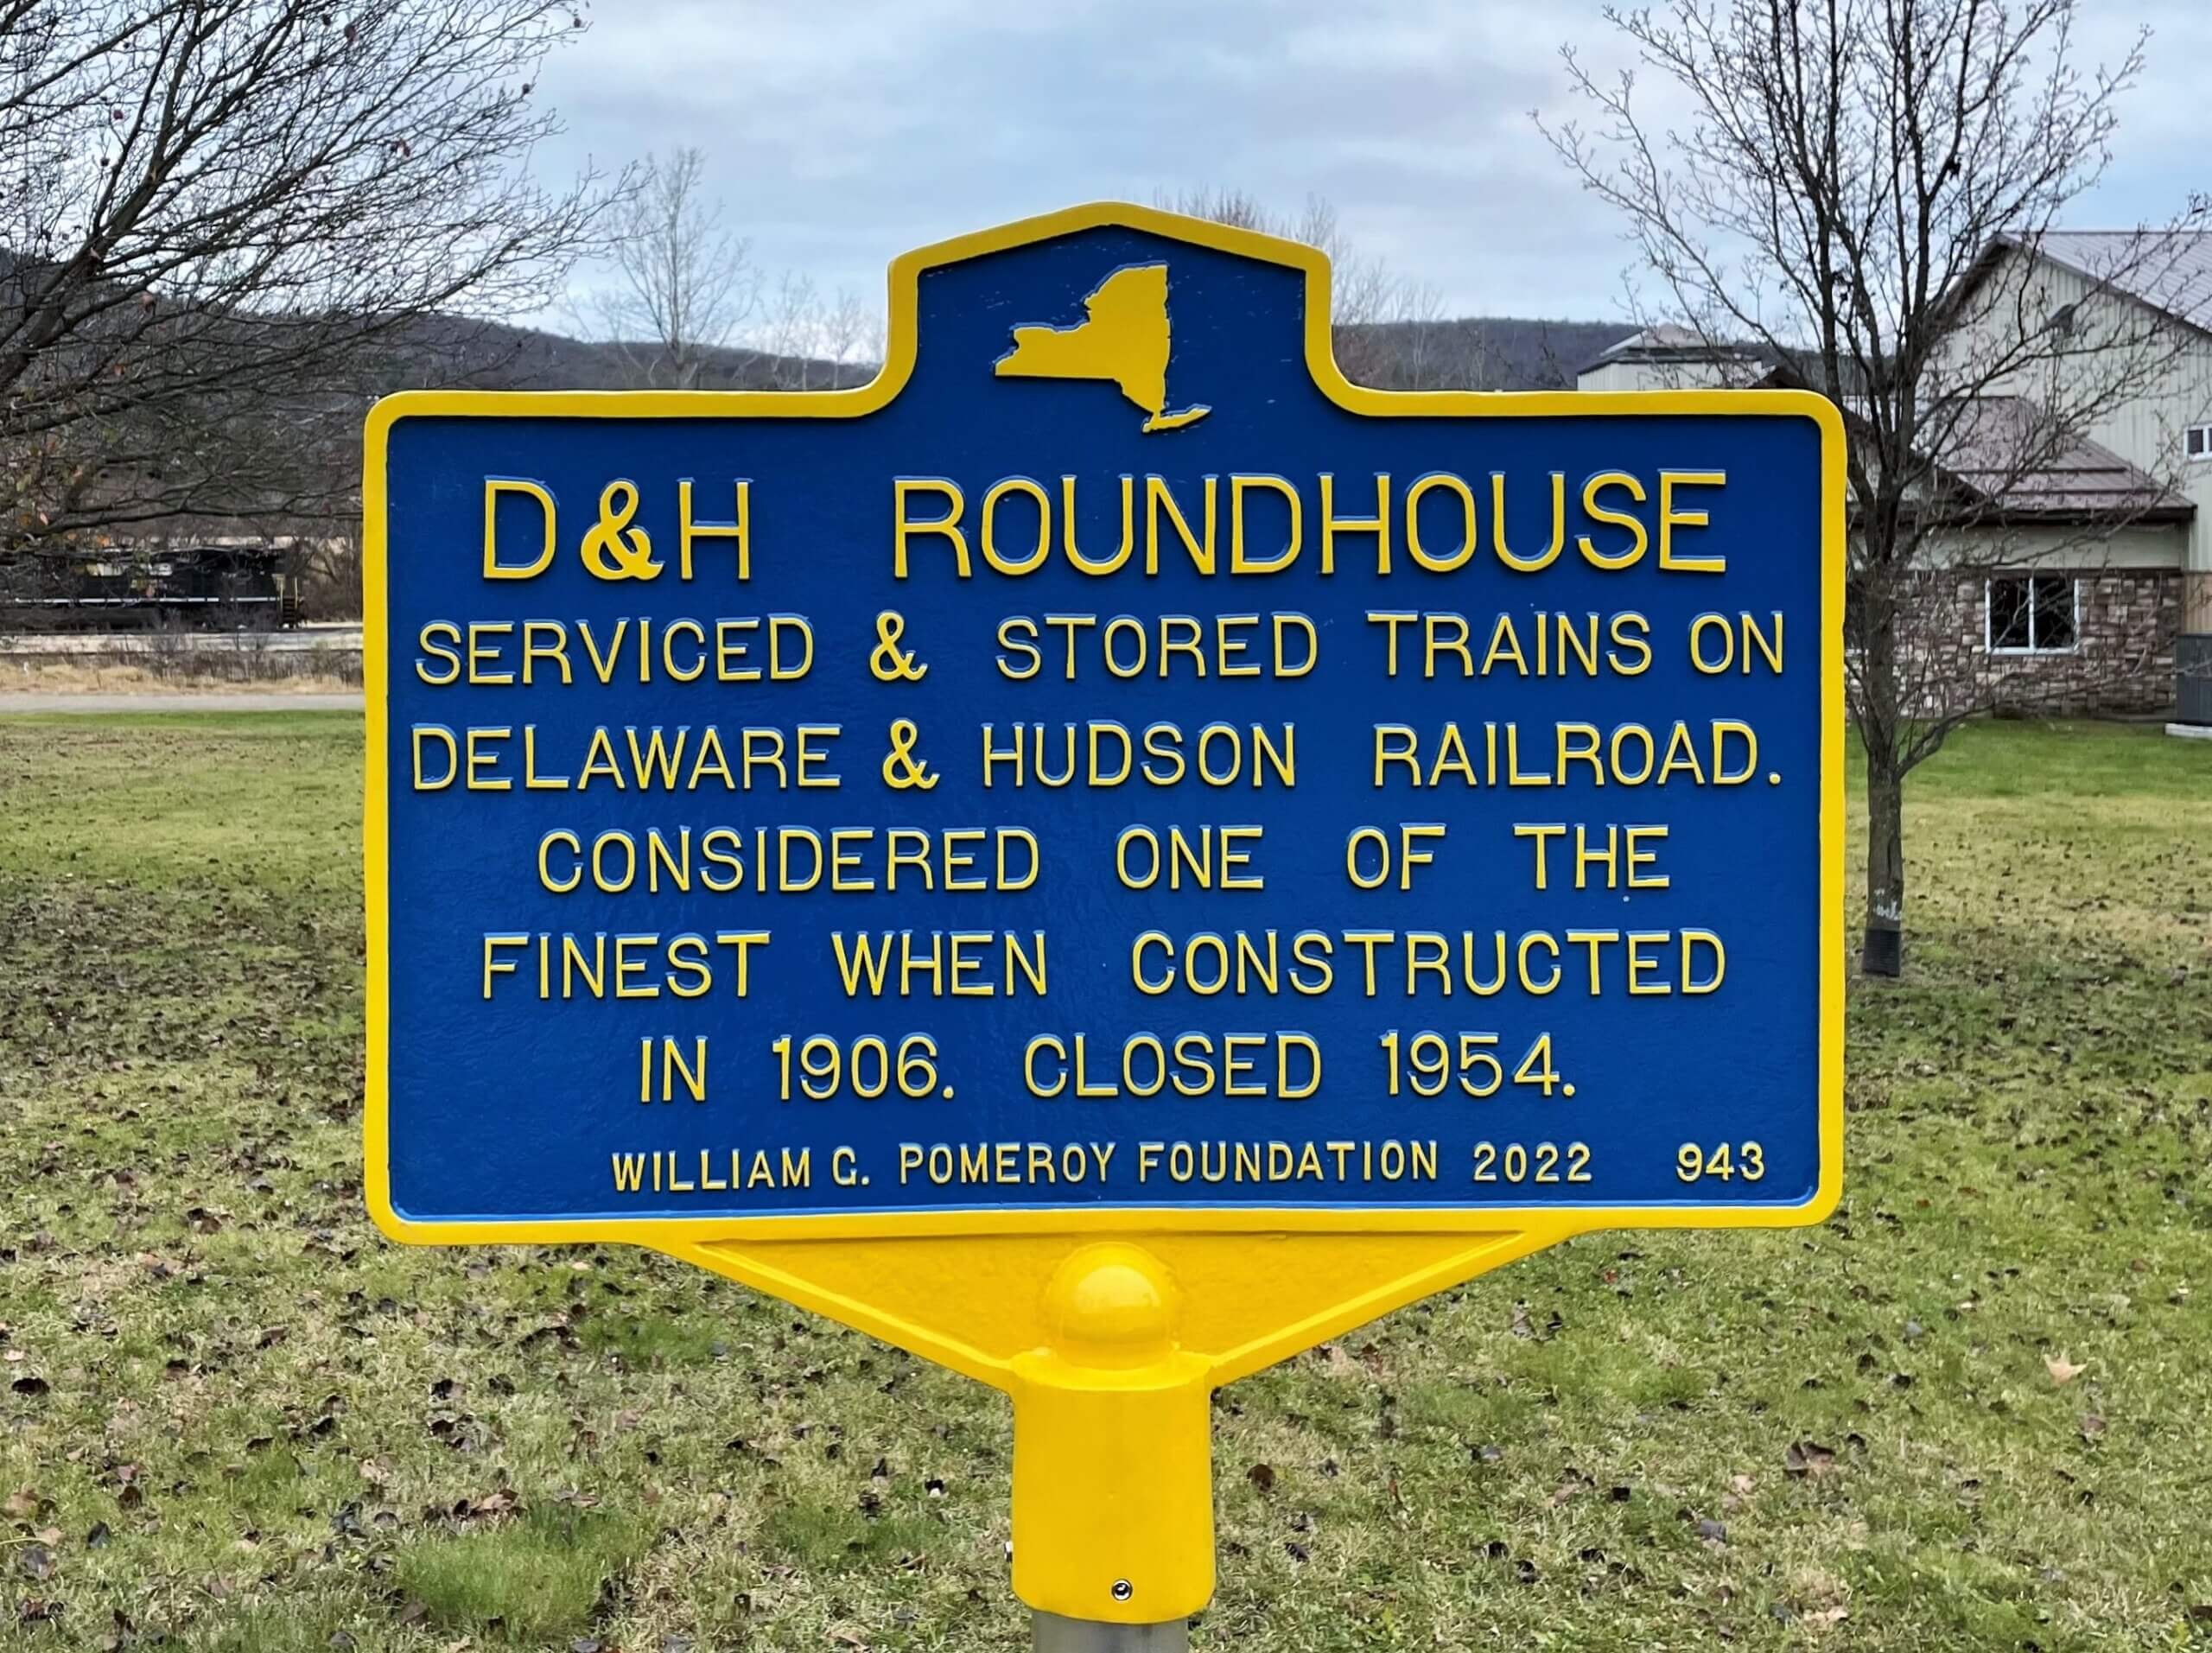 D&H ROUNDHOUSE
SERVICED & STORED TRAINS ON
DELAWARE & HUDSON RAILROAD.
CONSIDERED ONE OF THE
FINEST WHEN CONSTRUCTED
IN 1906. CLOSED 1954.
WILLIAM G. POMEROY FOUNDATION 2022 943